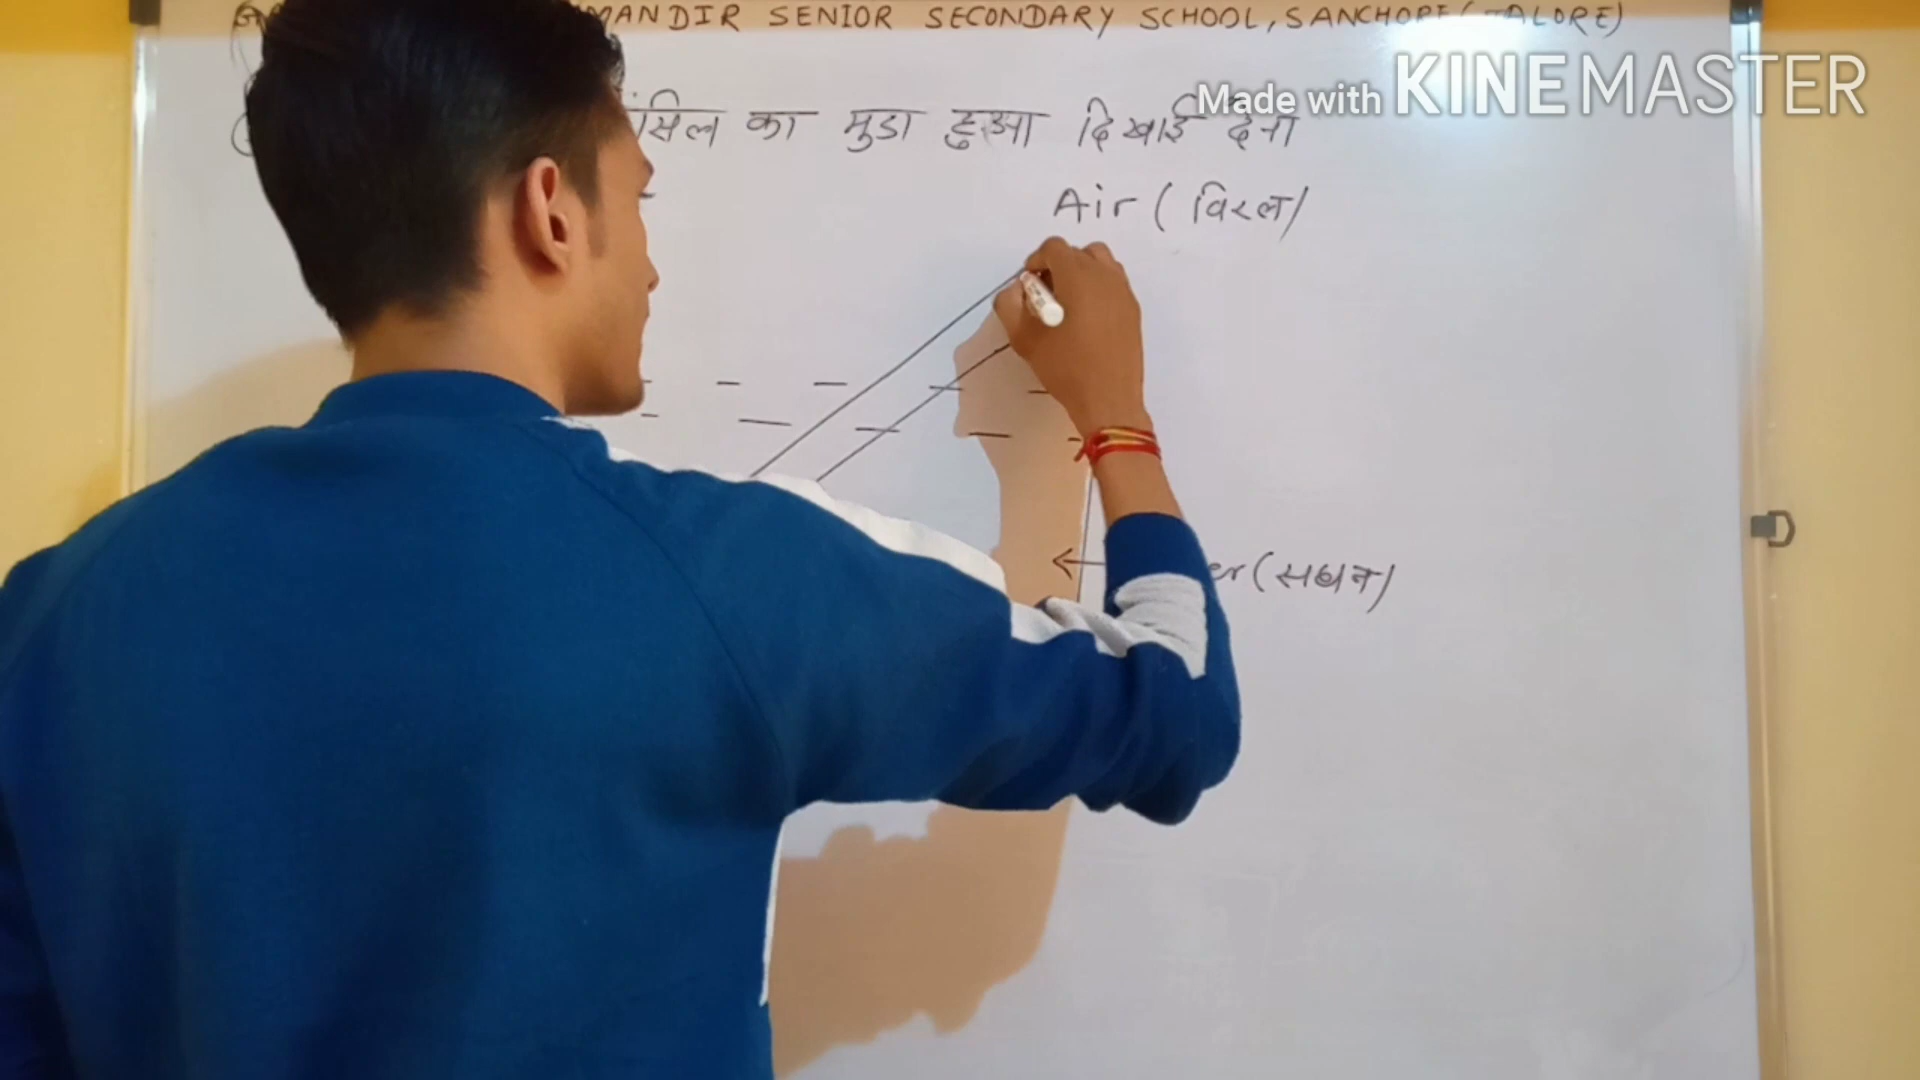 MANDIR SENIOR SECONDARY SCHOOL, SANCHORE (JALORE)
Made with KINEMASTER
का मुडा हुआ दिखाई देना
Air (विरल)
(सघन)